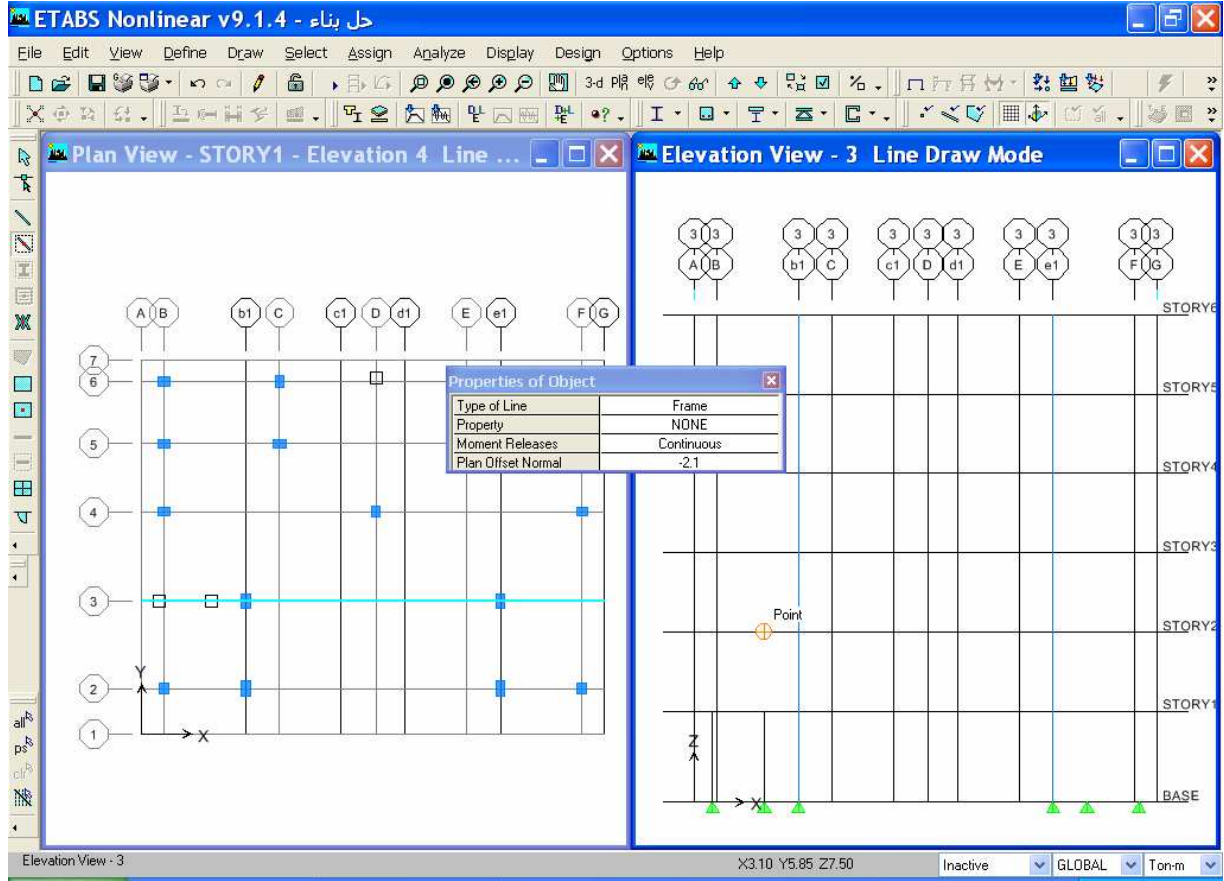 ETABS Nonlinear v9.1.4 - حل بناء
File Edit View Define Draw Select Assign Analyze Display Design Options Help
3-d
Plan View - STORY1 - Elevation 4 Line ...
A B b1 C c1 D d1 E e1 F G
7
6
5
4
3
2
1
Y
X
Properties of Object
Type of Line Frame
Property NONE
Moment Releases Continuous
Plan Offset Normal -2.1
Elevation View - 3 Line Draw Mode
3 3 3 3 3 3 3 3 3 3 3
A B b1 C c1 D d1 E e1 F G
STORY6
STORY5
STORY4
STORY3
Point
STORY2
STORY1
Z
X
BASE
all
ps
clr
Elevation View - 3
X3.10 Y5.85 Z7.50
Inactive
GLOBAL
Ton-m